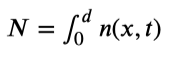 N = ∫₀ᵈ n(x, t)